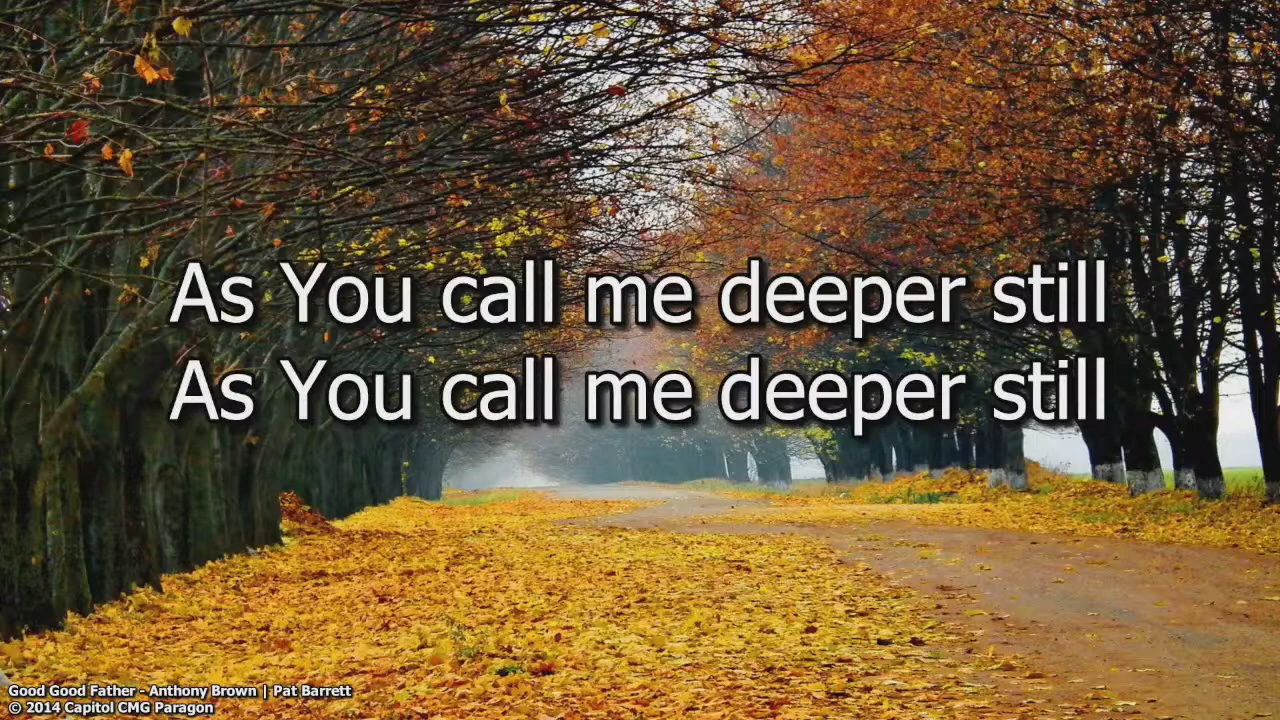 As You call me deeper still
As You call me deeper still
Good Good Father - Anthony Brown | Pat Barrett
© 2014 Capitol CMG Paragon